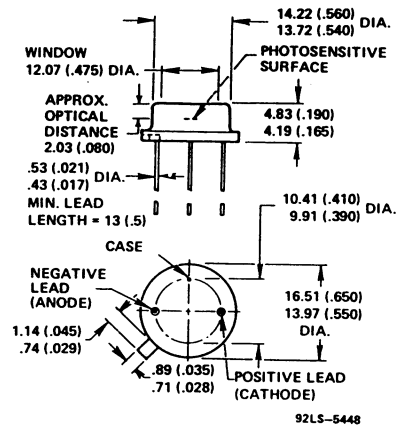 14.22 (.560)
13.72 (.540) DIA.
WINDOW
12.07 (.475) DIA.
PHOTOSENSITIVE
SURFACE
APPROX.
OPTICAL
DISTANCE
2.03 (.080)
4.83 (.190)
4.19 (.165)
.53 (.021)
.43 (.017) DIA.
MIN. LEAD
LENGTH = 13 (.5)
10.41 (.410)
9.91 (.390) DIA.
CASE
NEGATIVE
LEAD
(ANODE)
16.51 (.650)
13.97 (.550)
DIA.
1.14 (.045)
.74 (.029)
.89 (.035)
.71 (.028)
POSITIVE LEAD
(CATHODE)
92LS-5448